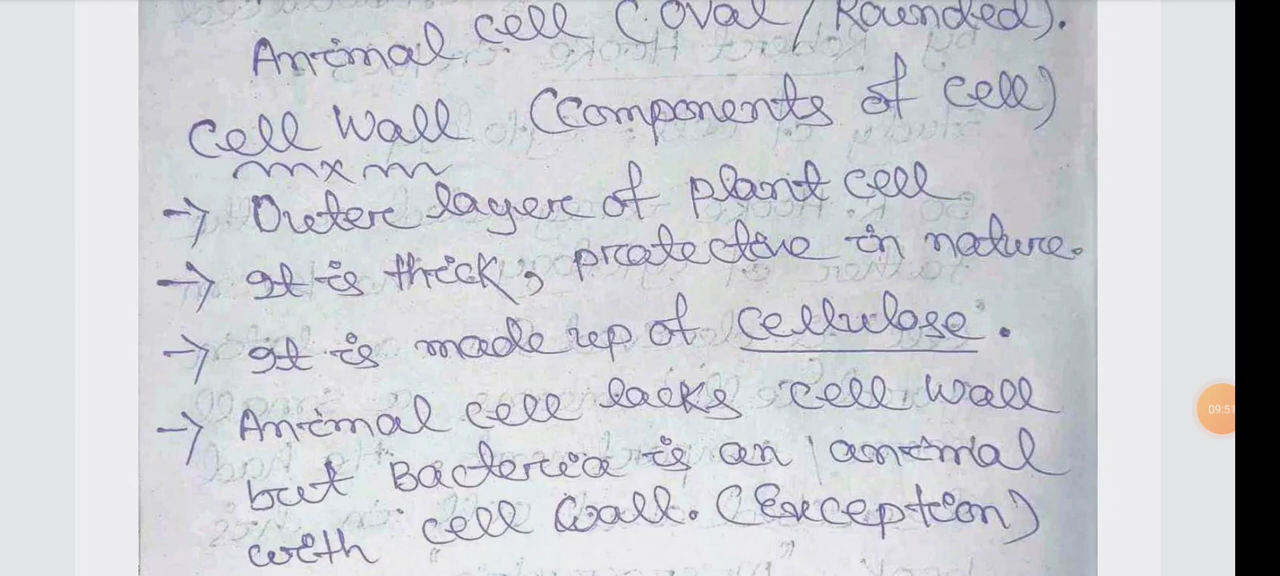 Animal cell (Oval / Rounded).
Cell Wall (Components of cell)
→ Outer layer of plant cell
→ It is thick, protective in nature.
→ It is made up of cellulose.
→ Animal cell lacks cell wall
but Bacteria is an animal
with cell wall. (Exception)
09:51